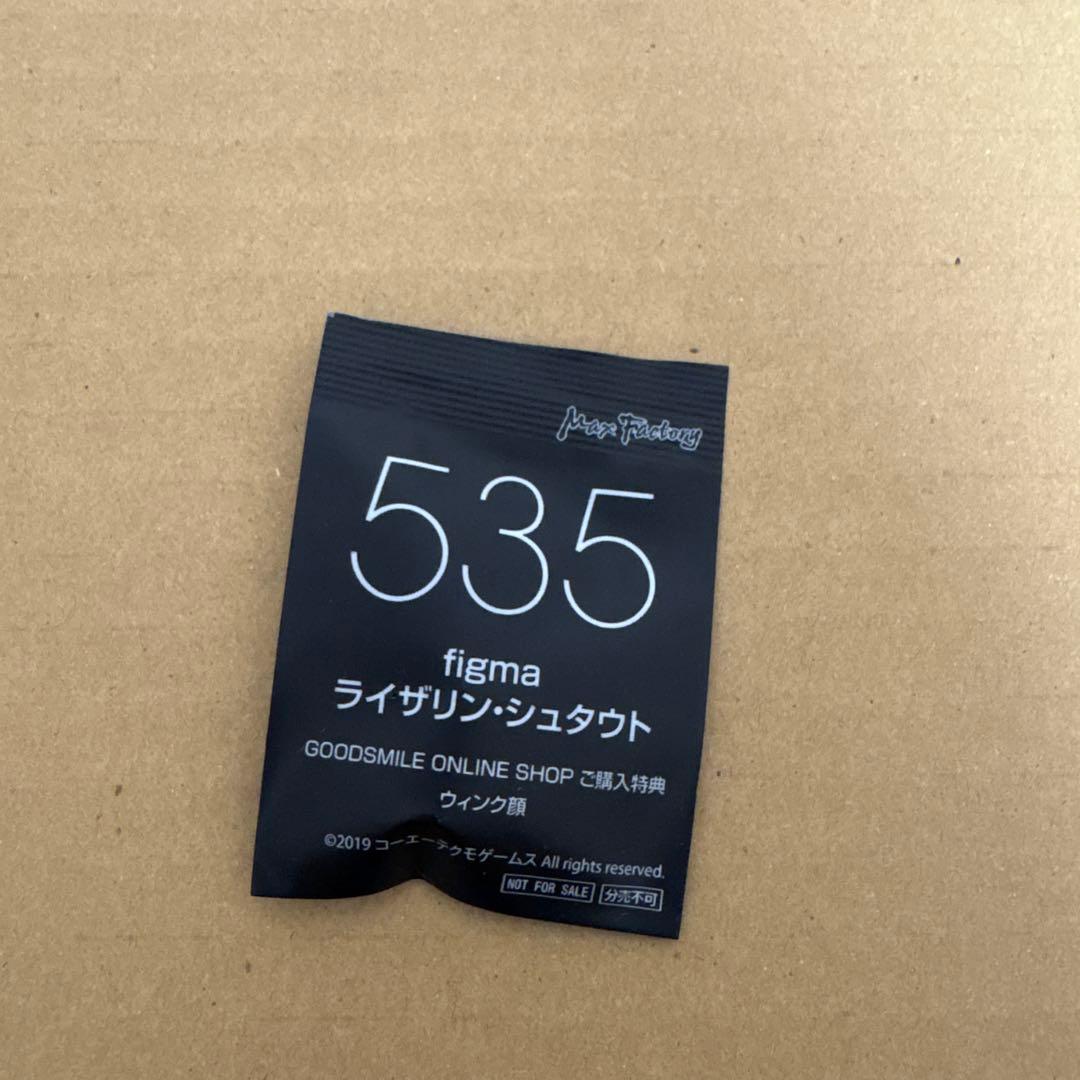 Max Factory
535
figma
ライザリン・シュタウト
GOODSMILE ONLINE SHOP ご購入特典
ウィンク顔
©2019 コーエーテクモゲームス All rights reserved.
NOT FOR SALE 分売不可